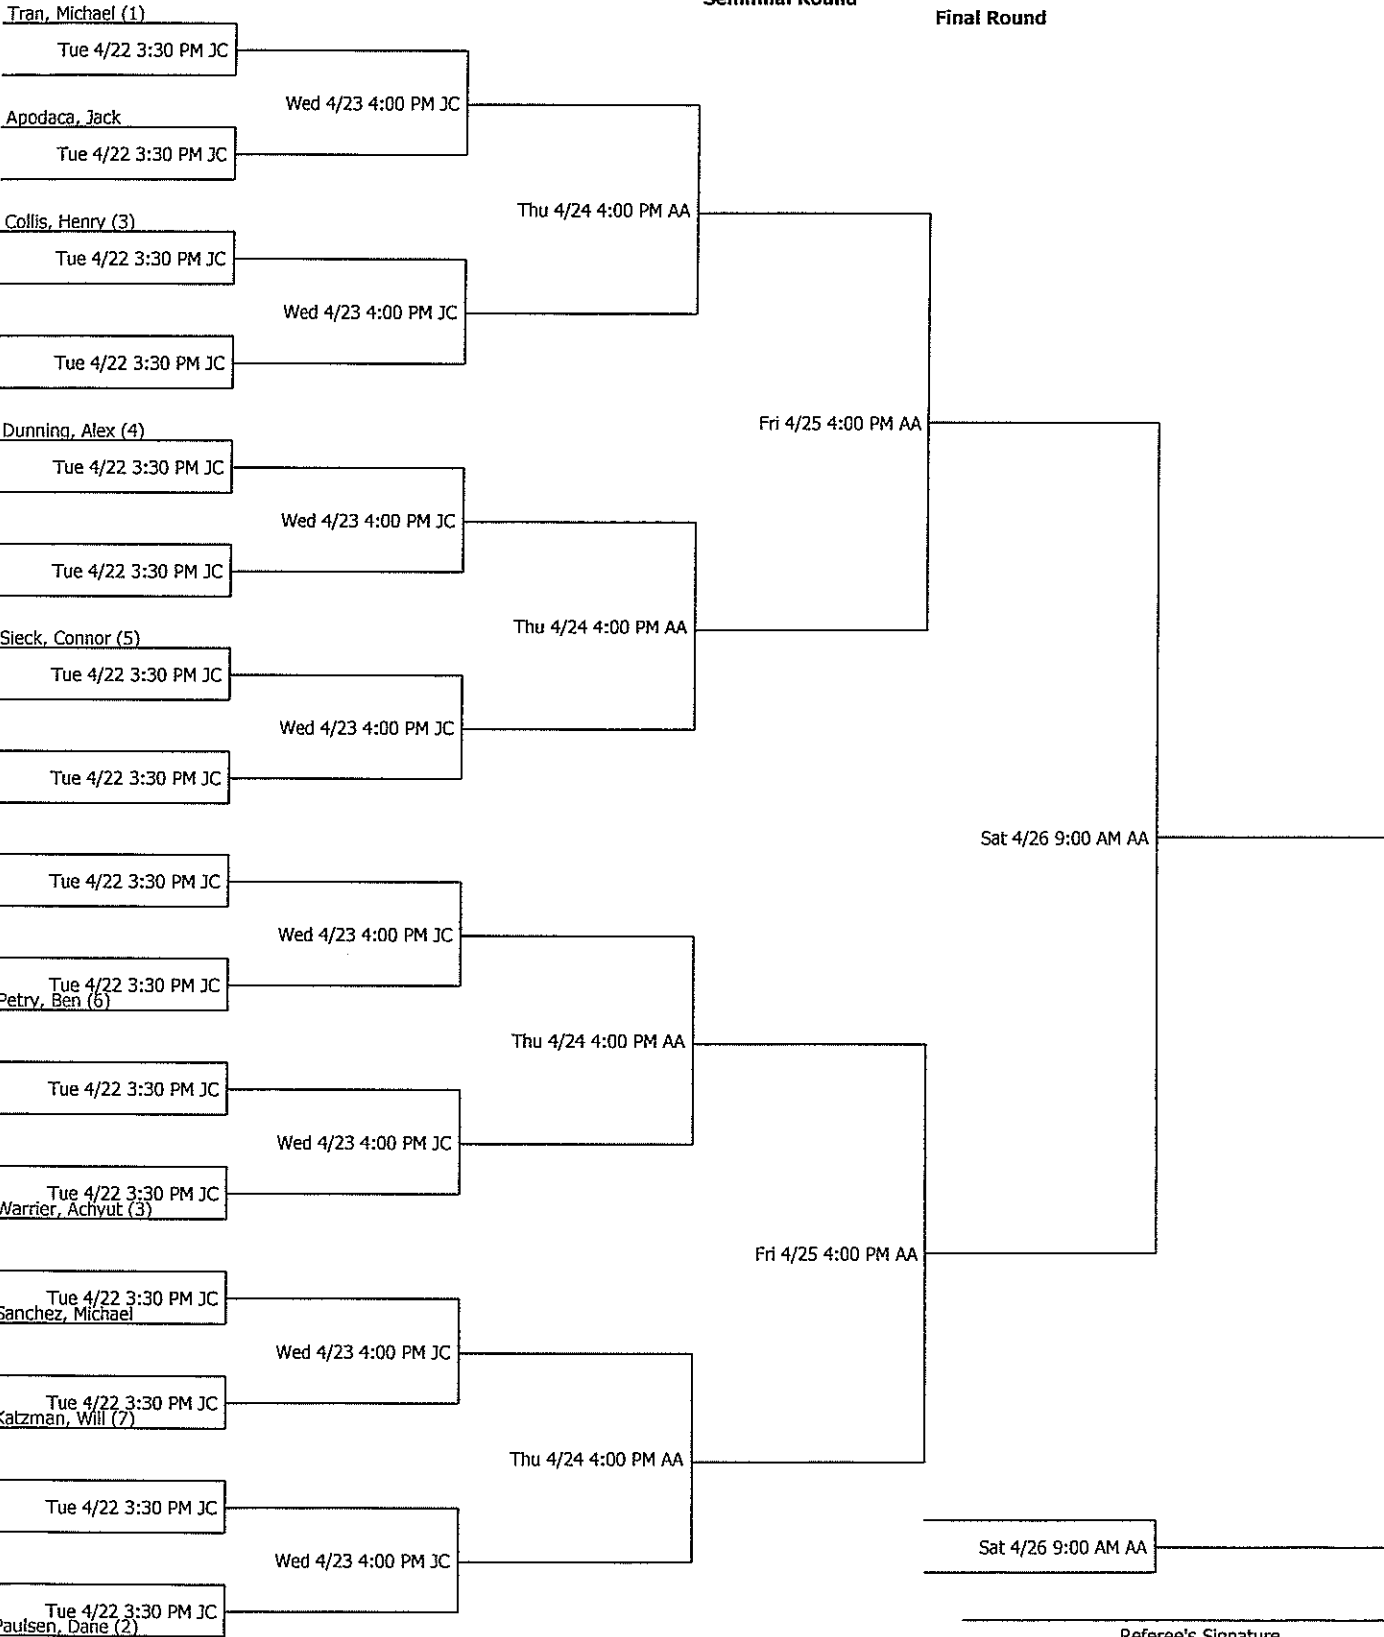 Semifinal Round
Final Round
Tran, Michael (1)
Tue 4/22 3:30 PM JC
Wed 4/23 4:00 PM JC
Apodaca, Jack
Tue 4/22 3:30 PM JC
Thu 4/24 4:00 PM AA
Collis, Henry (3)
Tue 4/22 3:30 PM JC
Wed 4/23 4:00 PM JC
Tue 4/22 3:30 PM JC
Fri 4/25 4:00 PM AA
Dunning, Alex (4)
Tue 4/22 3:30 PM JC
Wed 4/23 4:00 PM JC
Tue 4/22 3:30 PM JC
Thu 4/24 4:00 PM AA
Sieck, Connor (5)
Tue 4/22 3:30 PM JC
Wed 4/23 4:00 PM JC
Tue 4/22 3:30 PM JC
Sat 4/26 9:00 AM AA
Tue 4/22 3:30 PM JC
Wed 4/23 4:00 PM JC
Tue 4/22 3:30 PM JC
Petry, Ben (6)
Thu 4/24 4:00 PM AA
Tue 4/22 3:30 PM JC
Wed 4/23 4:00 PM JC
Tue 4/22 3:30 PM JC
Warrier, Achyut (3)
Fri 4/25 4:00 PM AA
Tue 4/22 3:30 PM JC
Sanchez, Michael
Wed 4/23 4:00 PM JC
Tue 4/22 3:30 PM JC
Katzman, Will (7)
Thu 4/24 4:00 PM AA
Tue 4/22 3:30 PM JC
Wed 4/23 4:00 PM JC
Sat 4/26 9:00 AM AA
Tue 4/22 3:30 PM JC
Paulsen, Dane (2)
Referee's Signature